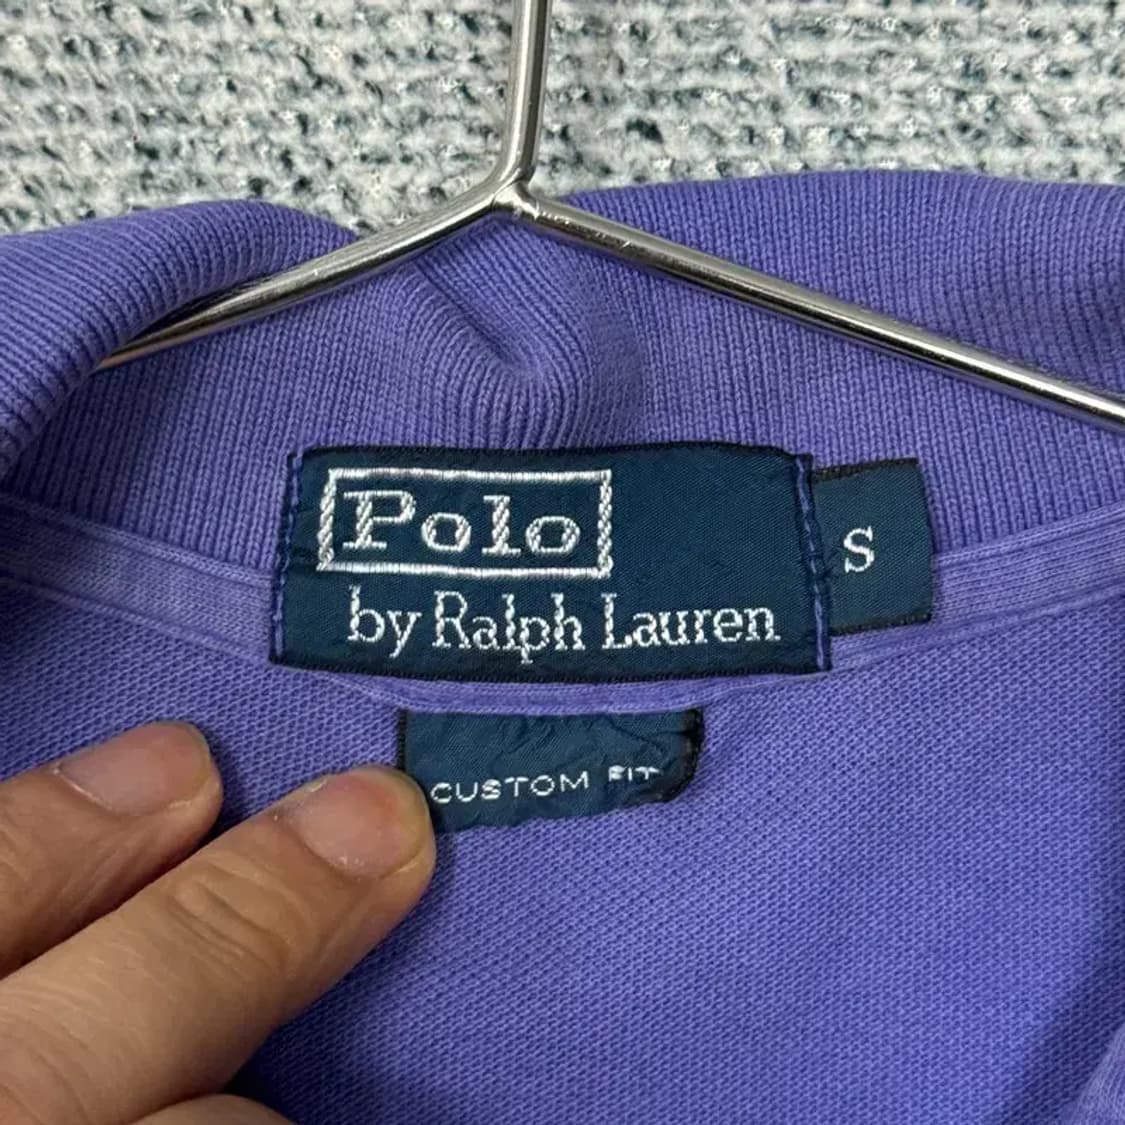 Polo
by Ralph Lauren
S
CUSTOM FIT